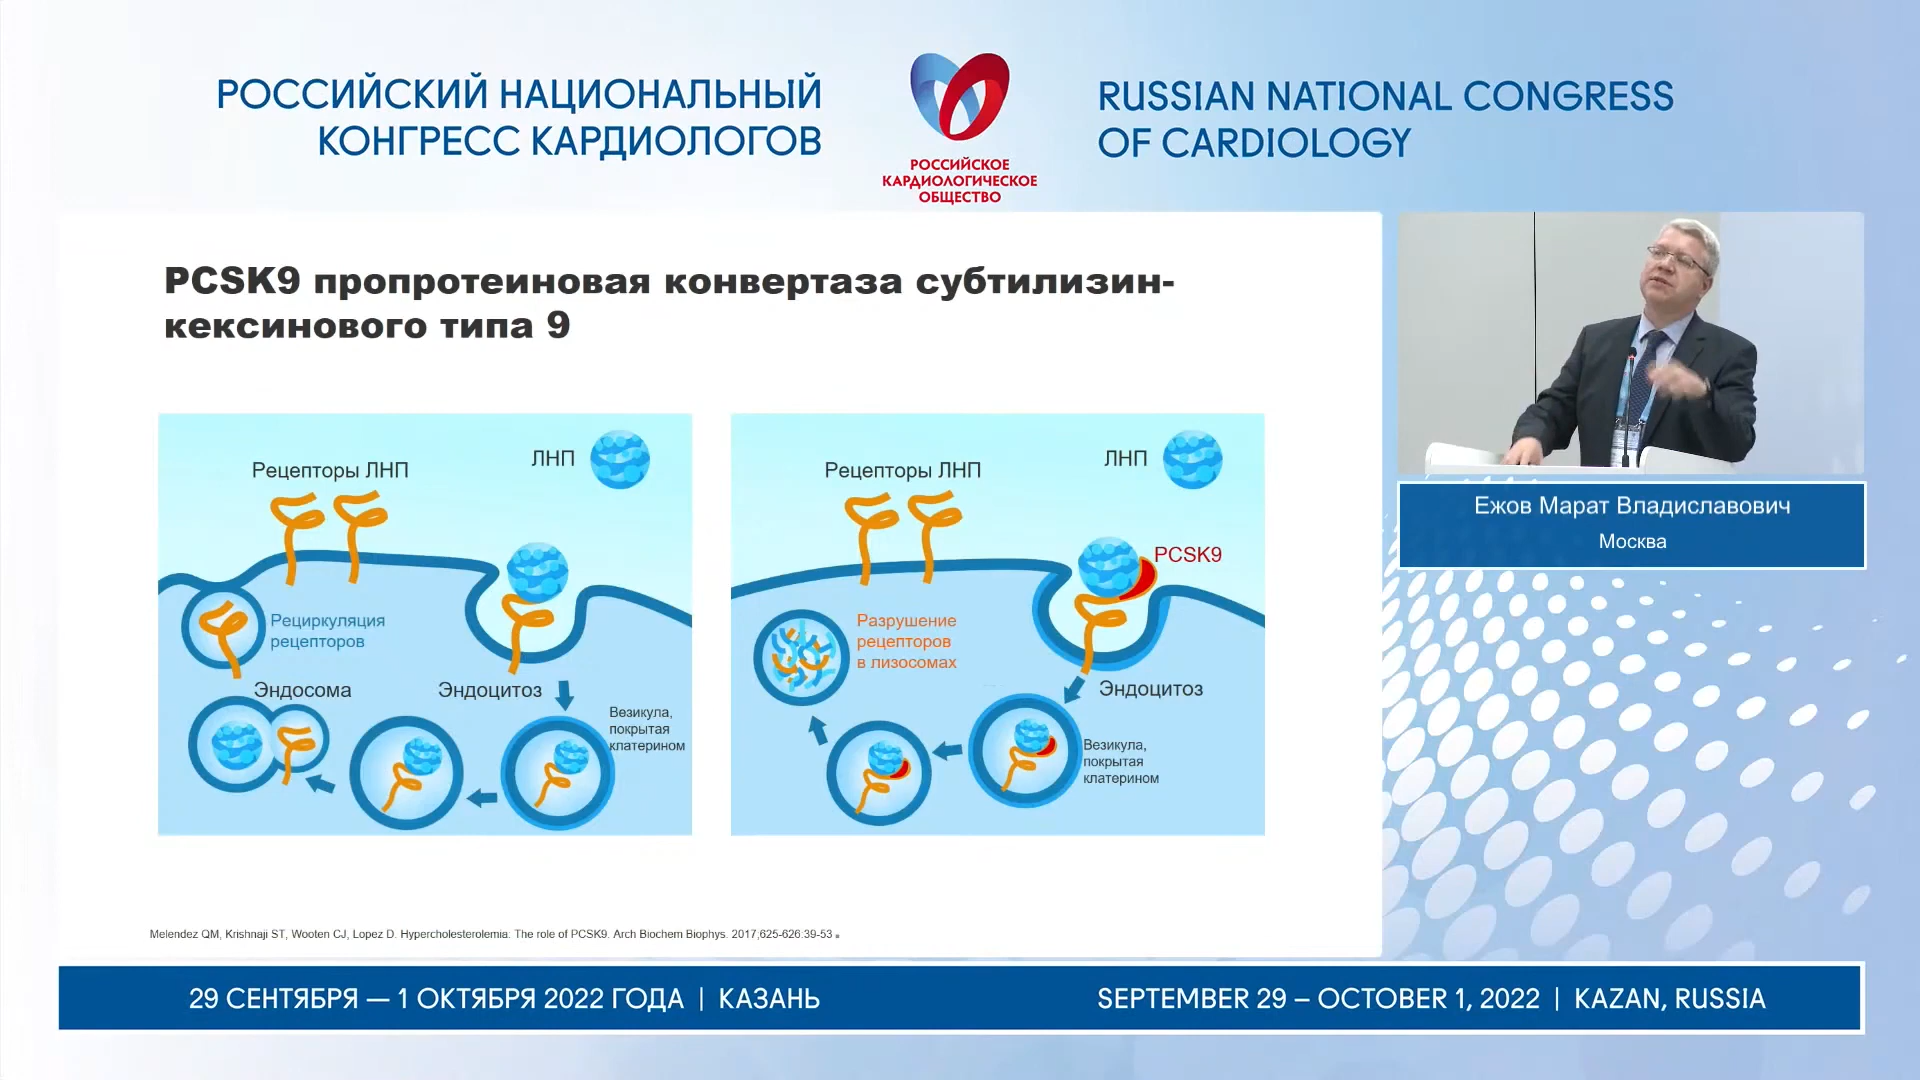 РОССИЙСКИЙ НАЦИОНАЛЬНЫЙ
КОНГРЕСС КАРДИОЛОГОВ
РОССИЙСКОЕ
КАРДИОЛОГИЧЕСКОЕ
ОБЩЕСТВО
RUSSIAN NATIONAL CONGRESS
OF CARDIOLOGY
PCSK9 пропротеиновая конвертаза субтилизин-
кексинового типа 9
Рецепторы ЛНП
ЛНП
Рециркуляция
рецепторов
Эндосома
Эндоцитоз
Везикула,
покрытая
клатерином
Рецепторы ЛНП
ЛНП
PCSK9
Разрушение
рецепторов
в лизосомах
Эндоцитоз
Везикула,
покрытая
клатерином
Melendez QM, Krishnaji ST, Wooten CJ, Lopez D. Hypercholesterolemia: The role of PCSK9. Arch Biochem Biophys. 2017;625-626:39-53.
Ежов Марат Владиславович
Москва
29 СЕНТЯБРЯ — 1 ОКТЯБРЯ 2022 ГОДА | КАЗАНЬ
SEPTEMBER 29 – OCTOBER 1, 2022 | KAZAN, RUSSIA